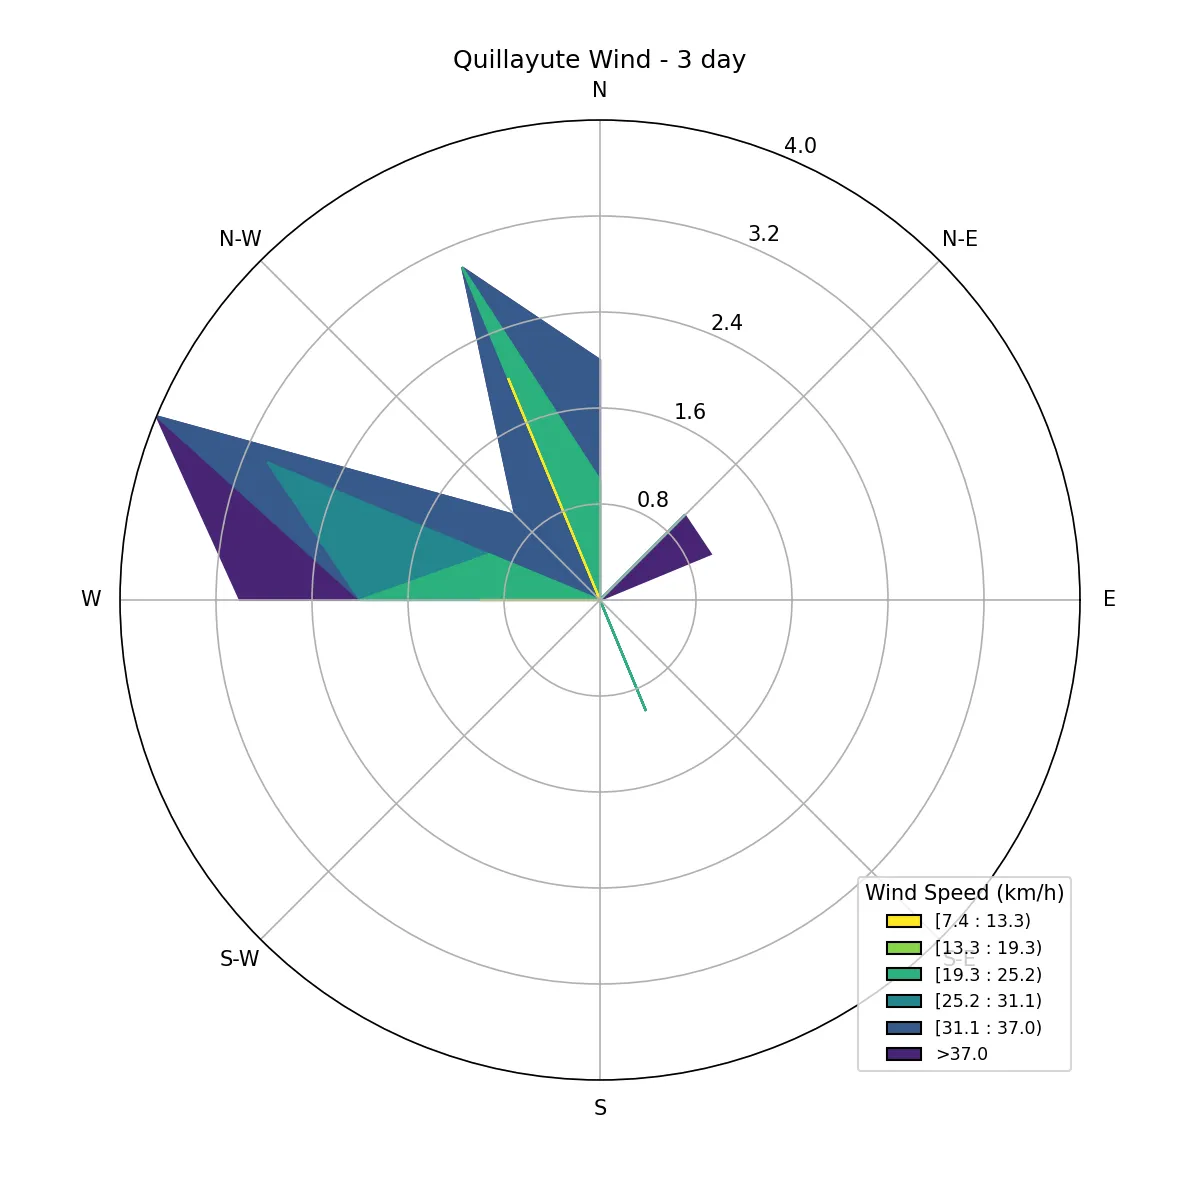 Quillayute Wind - 3 day
N
4.0
N-W
3.2
N-E
2.4
1.6
0.8
W
E
S-W
S-E
S
Wind Speed (km/h)
[7.4 : 13.3)
[13.3 : 19.3)
[19.3 : 25.2)
[25.2 : 31.1)
[31.1 : 37.0)
>37.0